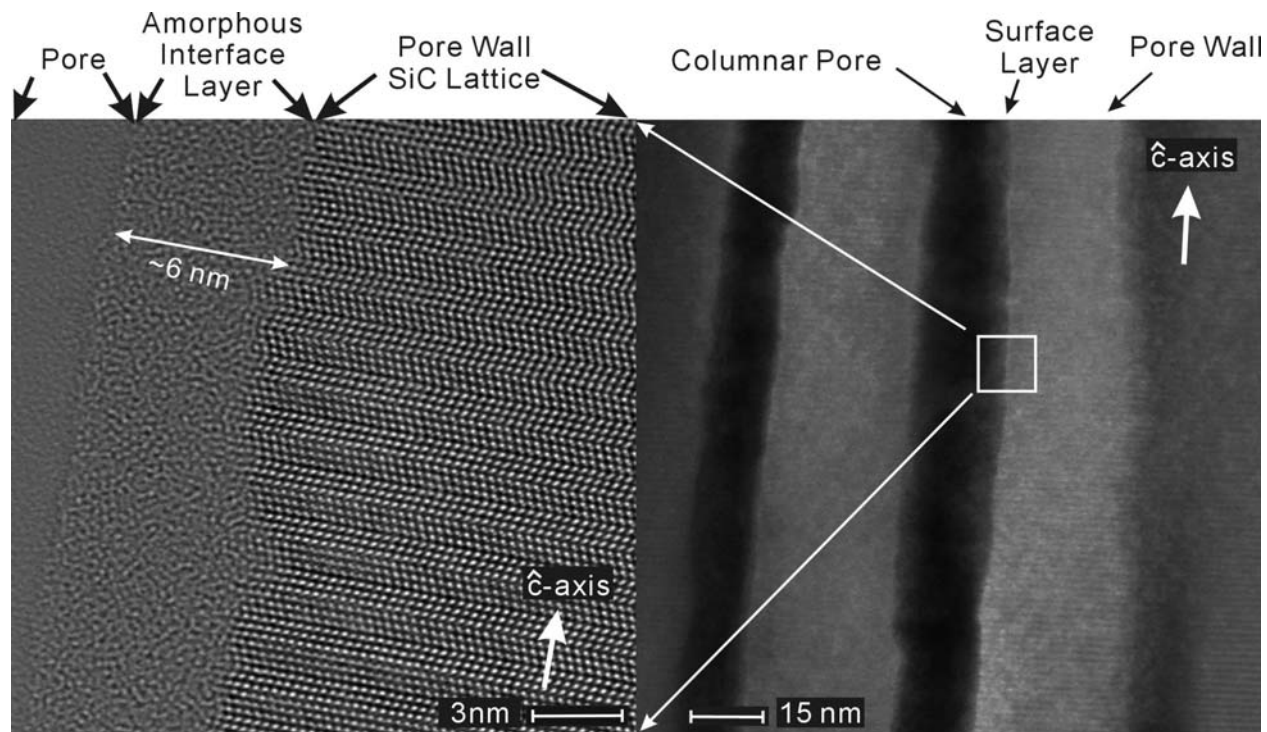 Pore
Amorphous
Interface
Layer
Pore Wall
SiC Lattice
Columnar Pore
Surface
Layer
Pore Wall
ĉ-axis
~6 nm
ĉ-axis
3nm
15 nm